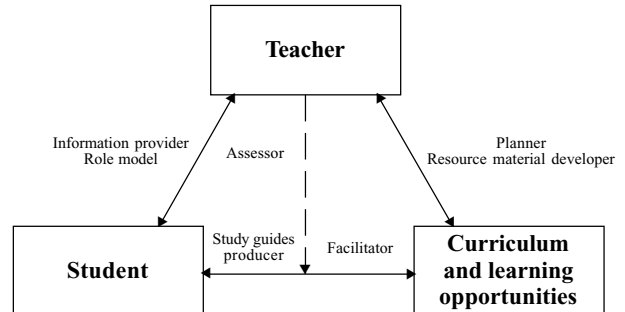 Teacher
Information provider
Role model
Assessor
Planner
Resource material developer
Student
Study guides
producer
Facilitator
Curriculum
and learning
opportunities